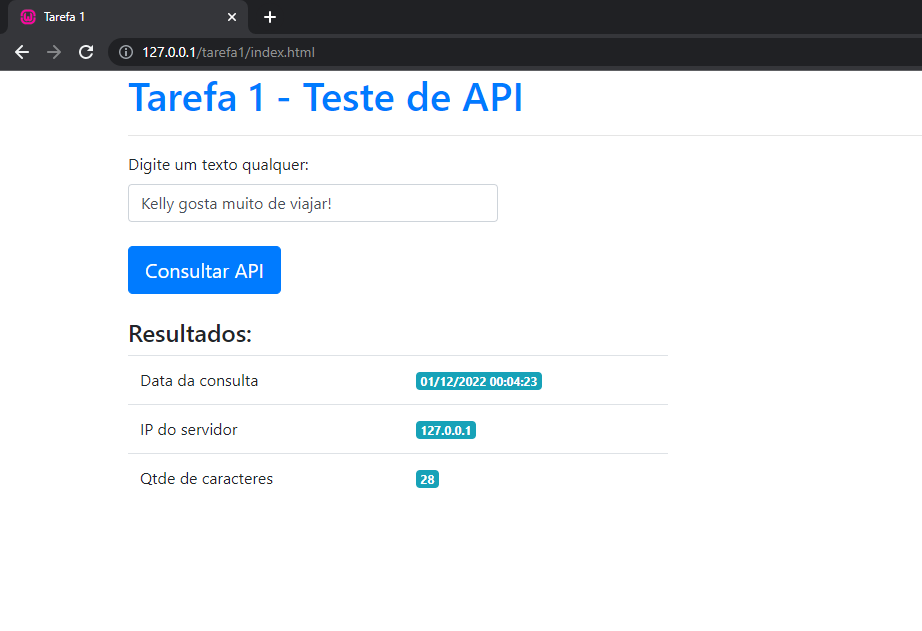 Tarefa 1
127.0.0.1/tarefa1/index.html
Tarefa 1 - Teste de API
Digite um texto qualquer:
Kelly gosta muito de viajar!
Consultar API
Resultados:
Data da consulta 01/12/2022 00:04:23
IP do servidor 127.0.0.1
Qtde de caracteres 28